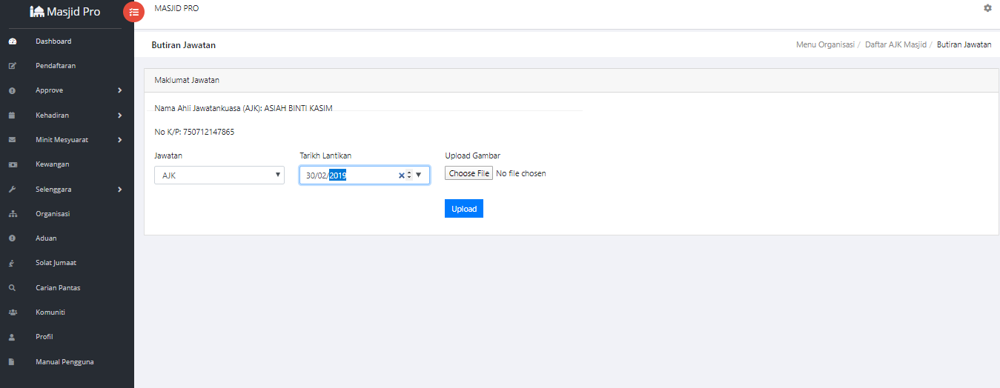 Masjid Pro
MASJID PRO
Dashboard
Pendaftaran
Approve
Kehadiran
Minit Mesyuarat
Kewangan
Selenggara
Organisasi
Aduan
Solat Jumaat
Carian Pantas
Komuniti
Profil
Manual Pengguna
Butiran Jawatan
Menu Organisasi / Daftar AJK Masjid / Butiran Jawatan
Maklumat Jawatan
Nama Ahli Jawatankuasa (AJK): ASIAH BINTI KASIM
No K/P: 750712147865
Jawatan Tarikh Lantikan Upload Gambar
AJK 30/02/2019 Choose File No file chosen
Upload